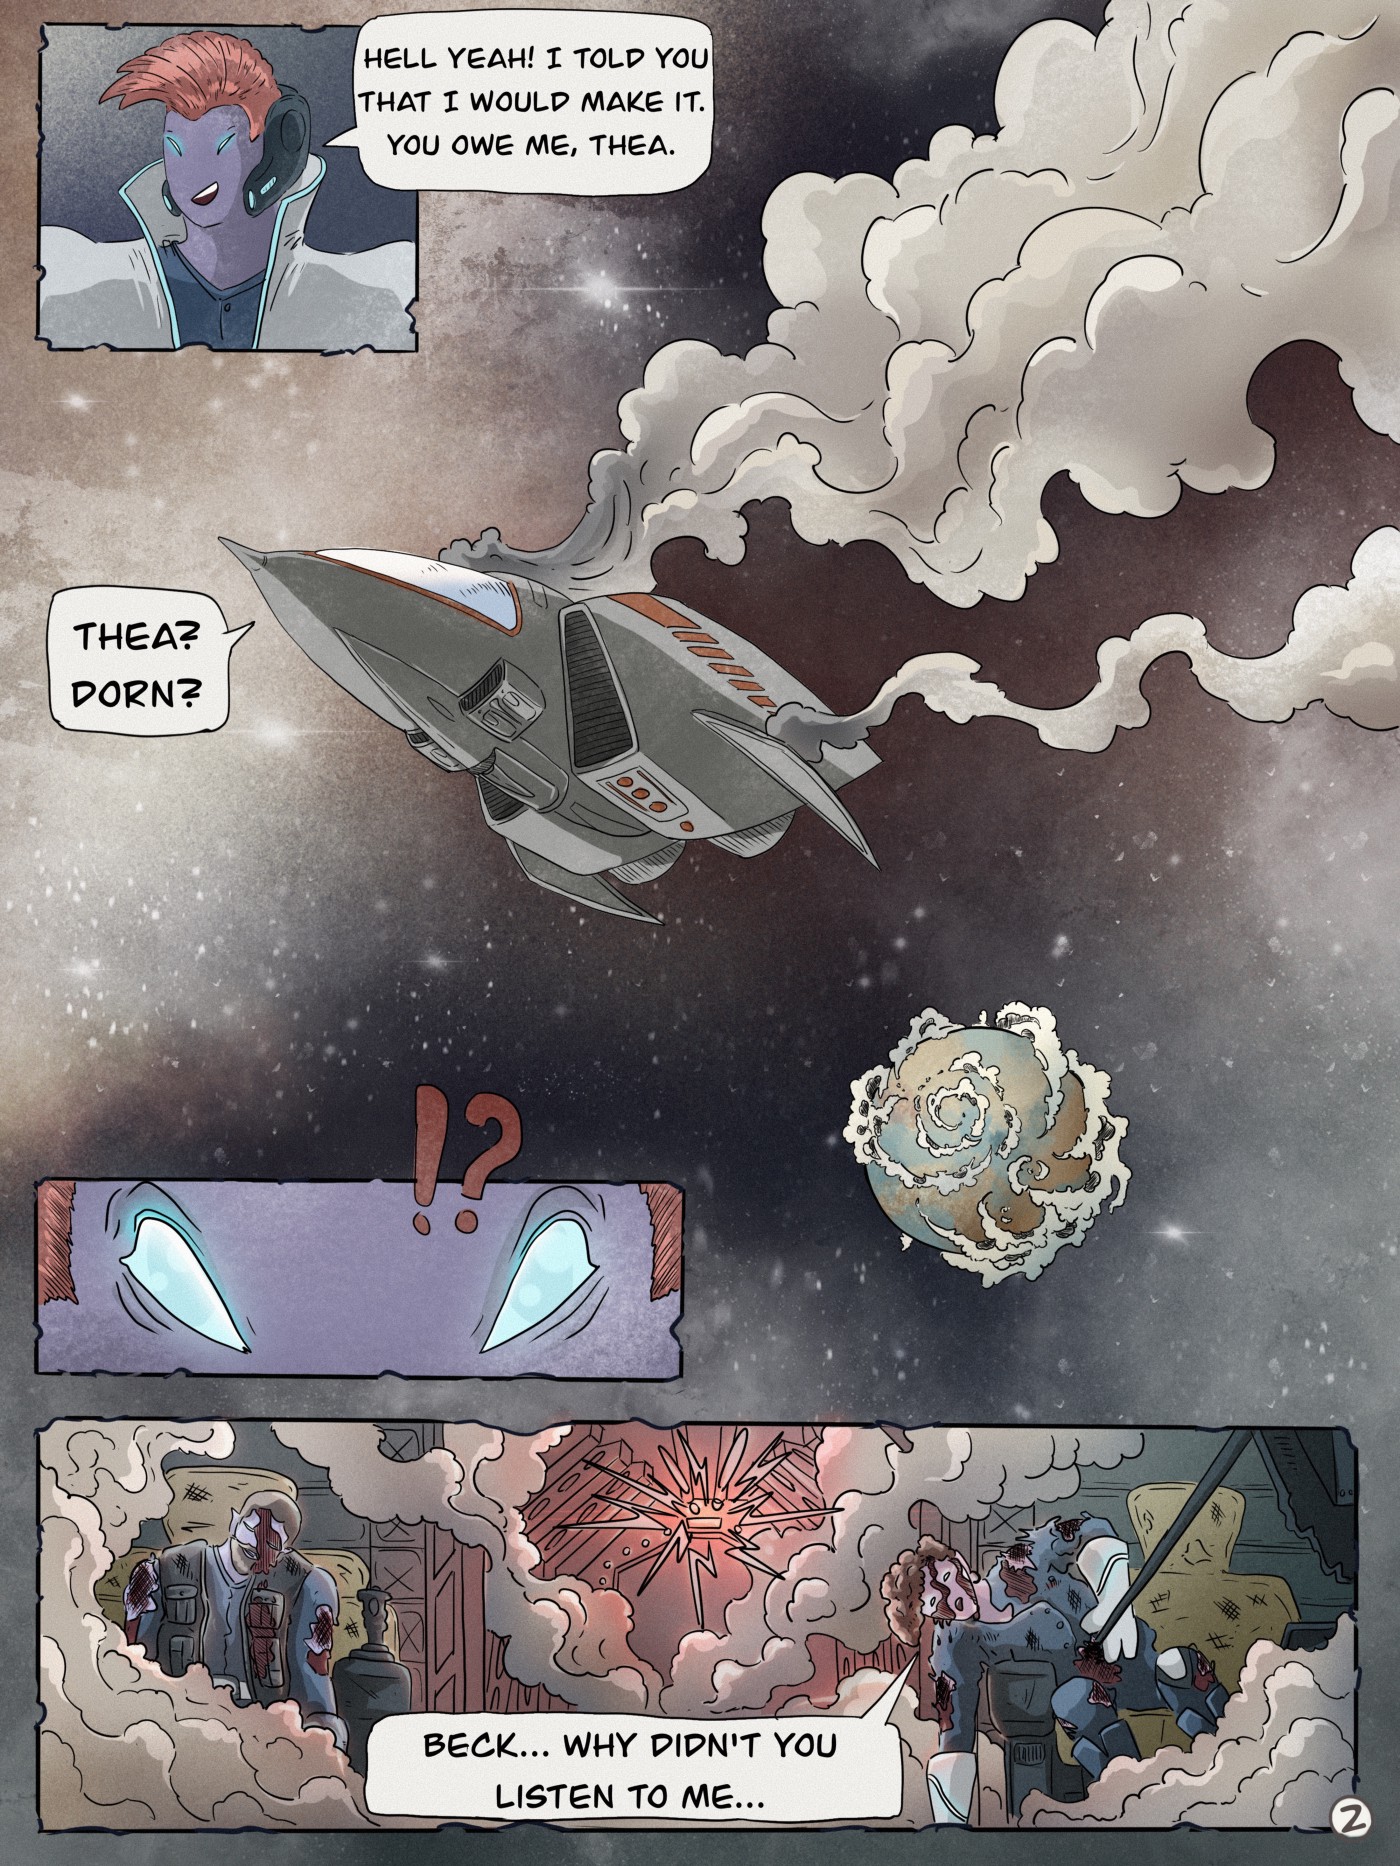 HELL YEAH! I TOLD YOU
THAT I WOULD MAKE IT.
YOU OWE ME, THEA.
THEA?
DORN?
!?
BECK... WHY DIDN'T YOU
LISTEN TO ME...
2